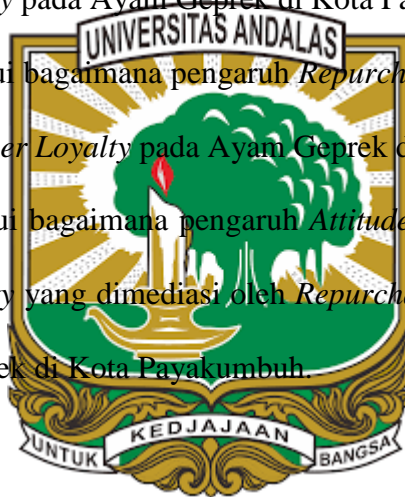 y pada Ayam Geprek di Kota Pa
UNIVERSITAS ANDALAS
ui bagaimana pengaruh Repurch
er Loyalty pada Ayam Geprek d
ui bagaimana pengaruh Attitude
y yang dimediasi oleh Repurcha
ek di Kota Payakumbuh.
UNTUK KEDJAJAAN BANGSA